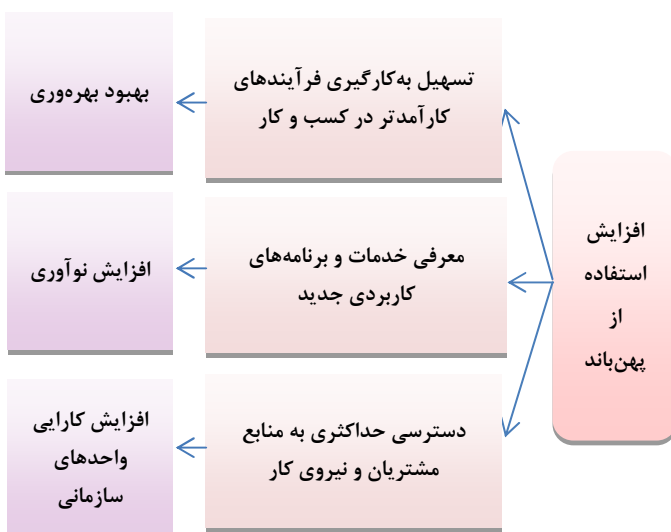 افزایش
استفاده
از
پهن‌باند
تسهیل به‌کارگیری فرآیندهای
کارآمدتر در کسب و کار
بهبود بهره‌وری
معرفی خدمات و برنامه‌های
کاربردی جدید
افزایش نوآوری
دسترسی حداکثری به منابع
مشتریان و نیروی کار
افزایش کارایی
واحدهای
سازمانی